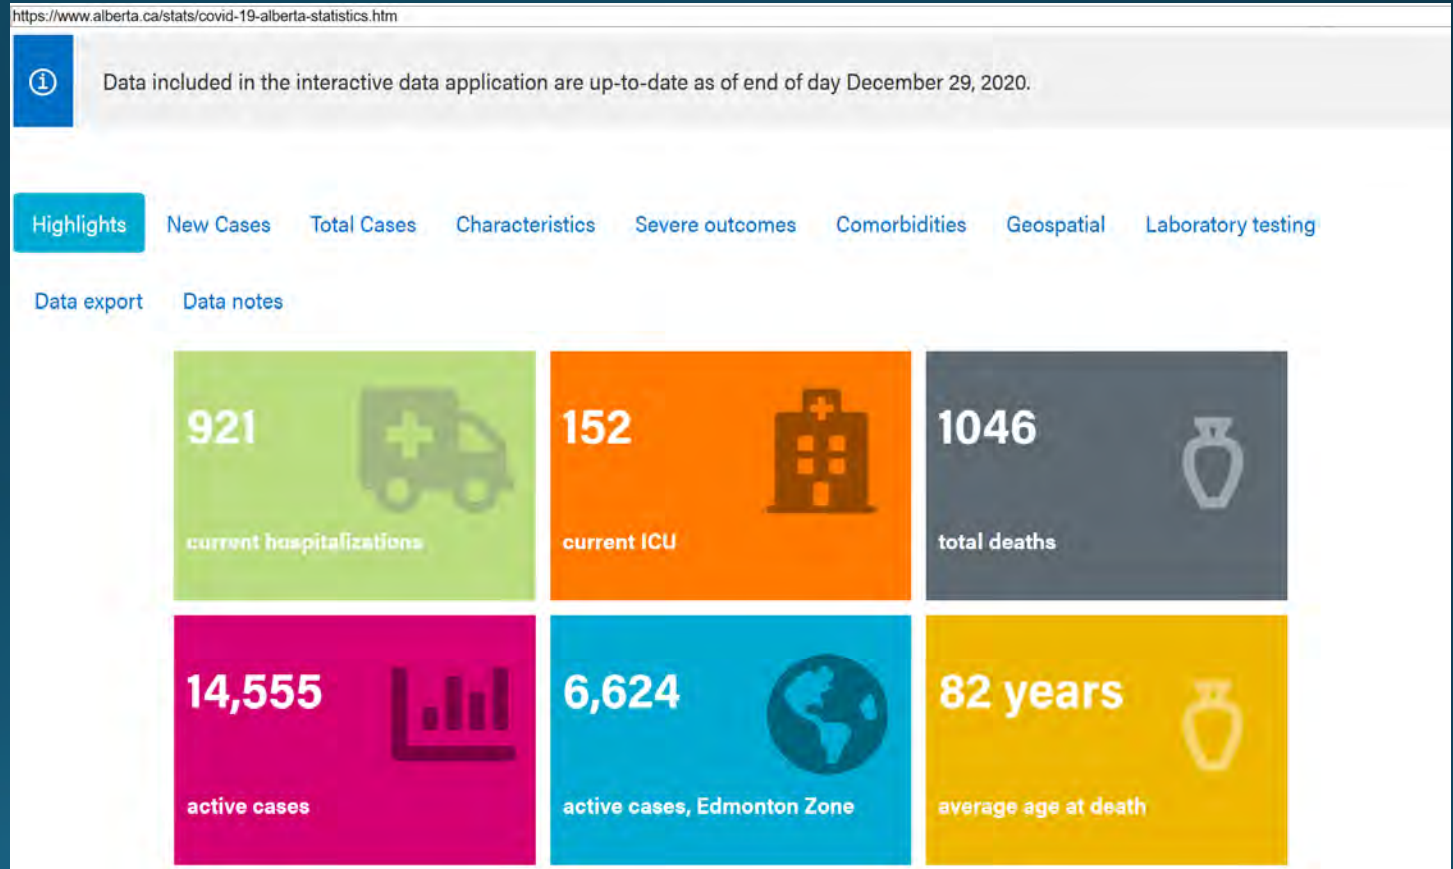 https://www.alberta.ca/stats/covid-19-alberta-statistics.htm
Data included in the interactive data application are up-to-date as of end of day December 29, 2020.
Highlights New Cases Total Cases Characteristics Severe outcomes Comorbidities Geospatial Laboratory testing
Data export Data notes
921
current hospitalizations
152
current ICU
1046
total deaths
14,555
active cases
6,624
active cases, Edmonton Zone
82 years
average age at death